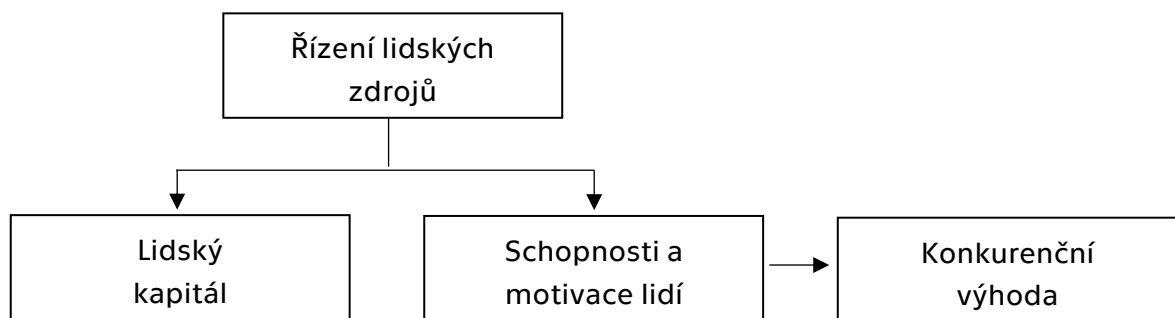 Řízení lidských
zdrojů
Lidský
kapitál
Schopnosti a
motivace lidí
Konkurenční
výhoda